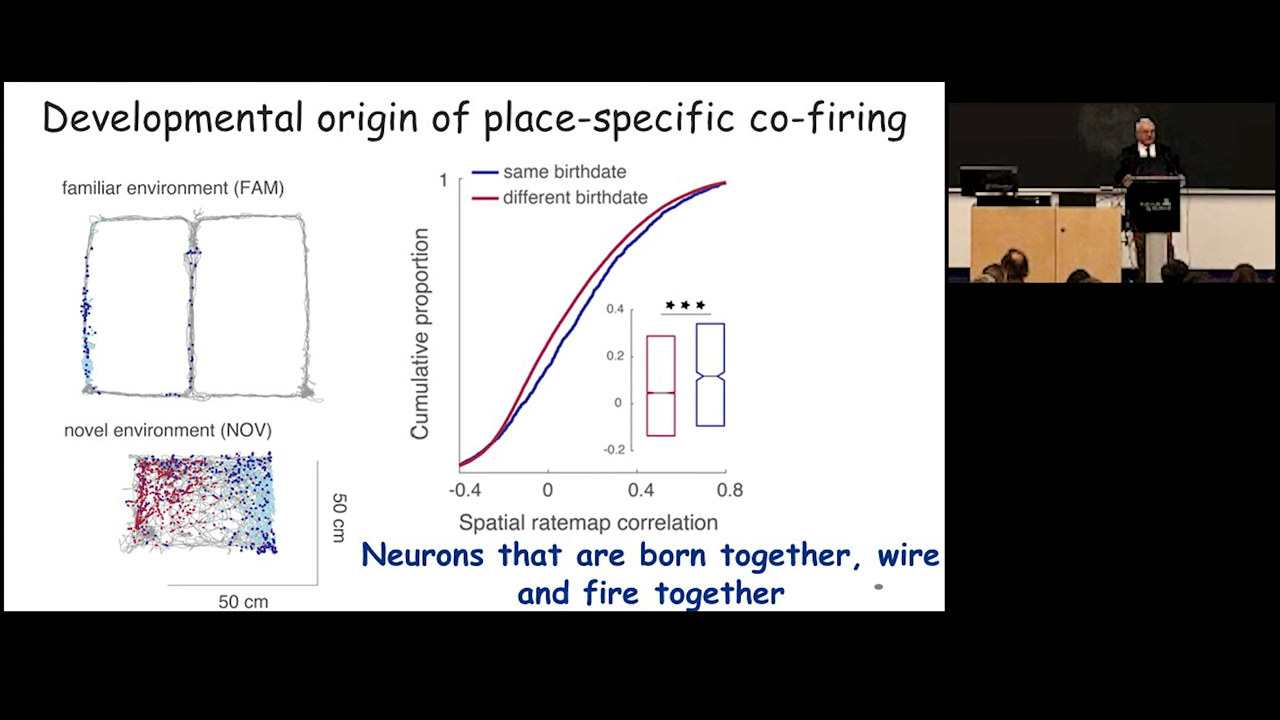 Developmental origin of place-specific co-firing
familiar environment (FAM)
novel environment (NOV)
50 cm
50 cm
same birthdate
different birthdate
1
Cumulative proportion
-0.4
0
0.4
0.8
Spatial ratemap correlation
0.4
0.2
0
-0.2
Neurons that are born together, wire
and fire together